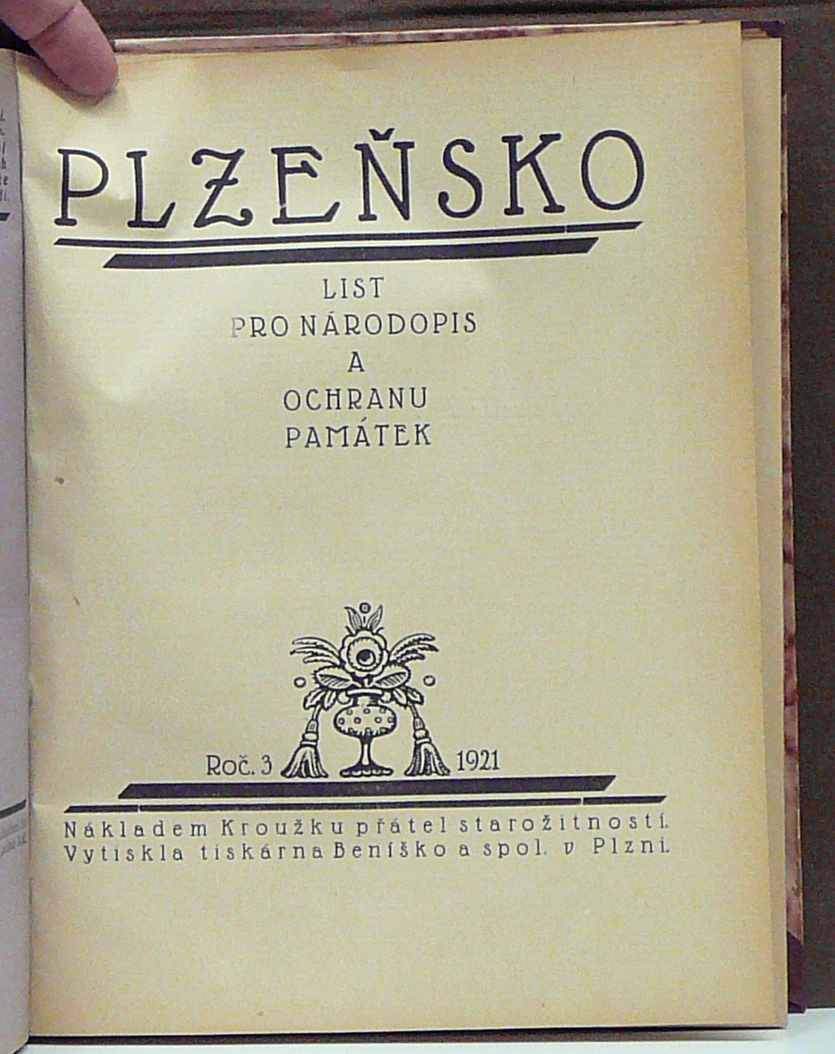 PLZEŇSKO
LIST
PRO NÁRODOPIS
A
OCHRANU
PAMÁTEK
Roč. 3 1921
Nákladem Kroužku přátel starožitností.
Vytiskla tiskárna Beníško a spol. v Plzni.